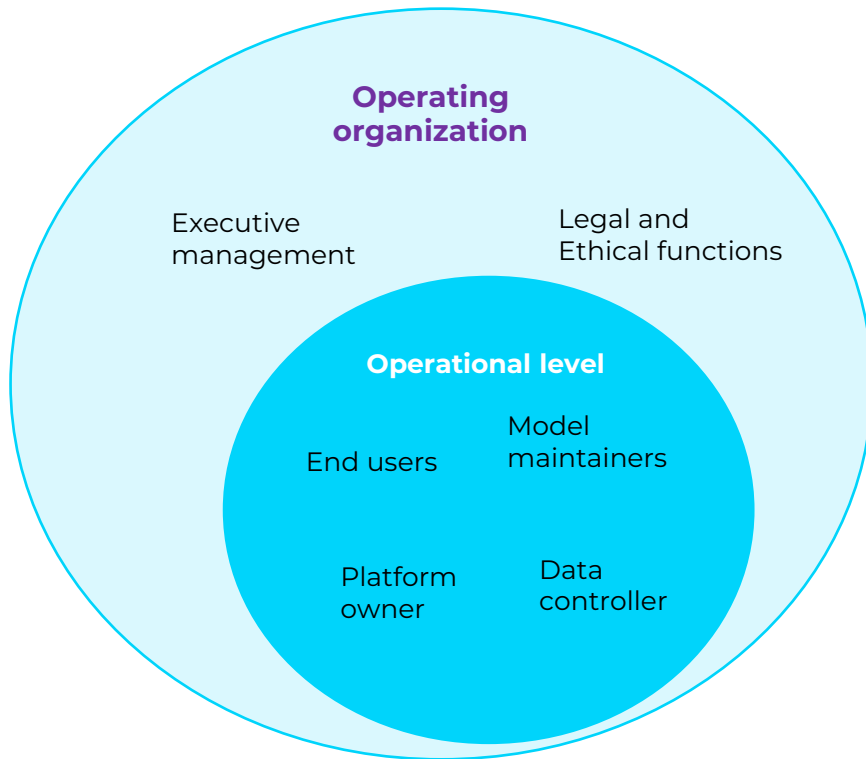 Operating
organization
Executive
management
Legal and
Ethical functions
Operational level
End users
Model
maintainers
Platform
owner
Data
controller